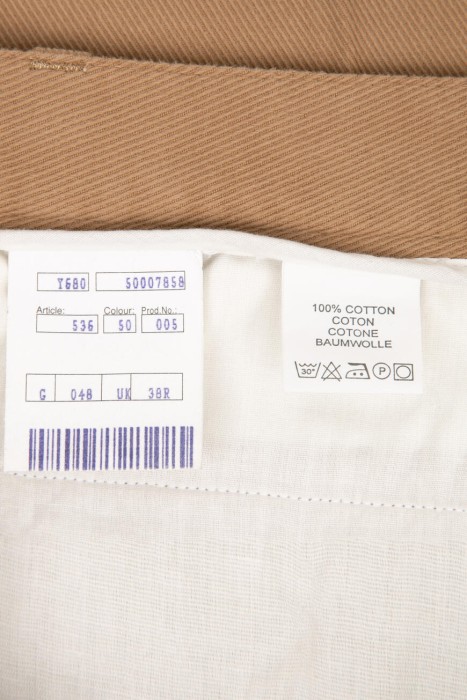 Y680 50007858
Article: Colour: Prod.No.:
536 50 005
G 048 UK 38R
100% COTTON
COTON
COTONE
BAUMWOLLE
30° P